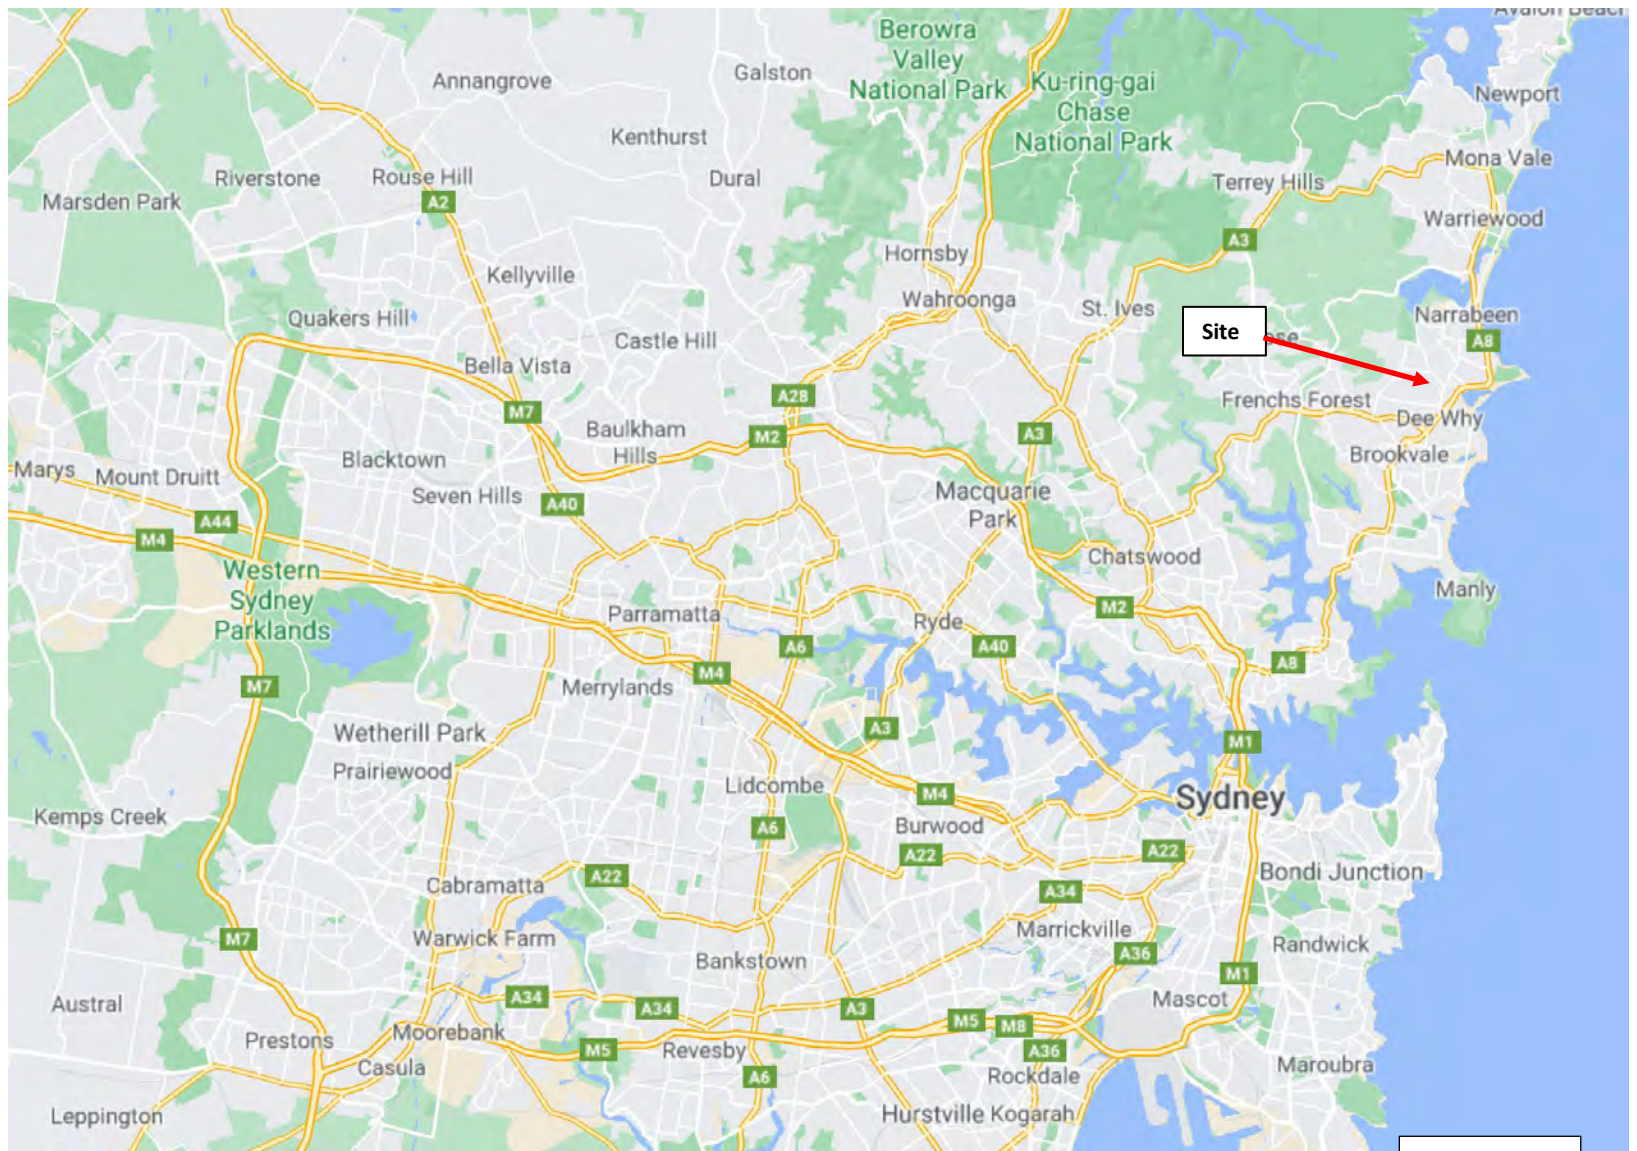 Avalon Beach
Berowra
Valley
National Park
Annangrove
Galston
Ku-ring-gai
Chase
National Park
Newport
Kenthurst
Mona Vale
Riverstone
Rouse Hill
Dural
Terrey Hills
Marsden Park
A2
Warriewood
A3
Hornsby
Kellyville
Wahroonga
St. Ives
Quakers Hill
Narrabeen
Site
ose
Castle Hill
A8
Bella Vista
A28
Frenchs Forest
M7
Dee Why
Baulkham
Hills
M2
A3
Brookvale
Blacktown
Marys
Mount Druitt
Seven Hills
A40
Macquarie
Park
A44
M4
Chatswood
Western
Sydney
Parklands
Manly
Parramatta
M2
Ryde
A6
A40
A8
M4
M7
Merrylands
Wetherill Park
A3
M1
Prairiewood
Lidcombe
M4
Sydney
Kemps Creek
A6
Burwood
A22
A22
A22
Bondi Junction
Cabramatta
A34
Marrickville
Warwick Farm
M7
Randwick
A36
Bankstown
M1
A34
Mascot
Austral
A34
A3
M5
M8
Moorebank
Prestons
M5
Revesby
A36
Casula
A6
Rockdale
Maroubra
Leppington
Hurstville
Kogarah